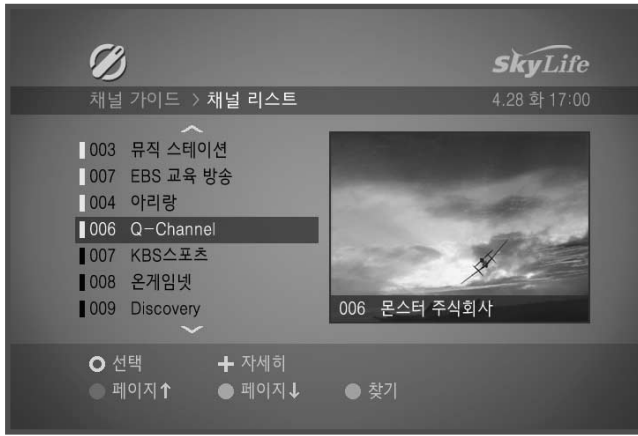 SkyLife
채널 가이드 > 채널 리스트
4.28 화 17:00
003 뮤직 스테이션
007 EBS 교육 방송
004 아리랑
006 Q-Channel
007 KBS스포츠
008 온게임넷
009 Discovery
006 몬스터 주식회사
선택 자세히
페이지↑ 페이지↓ 찾기